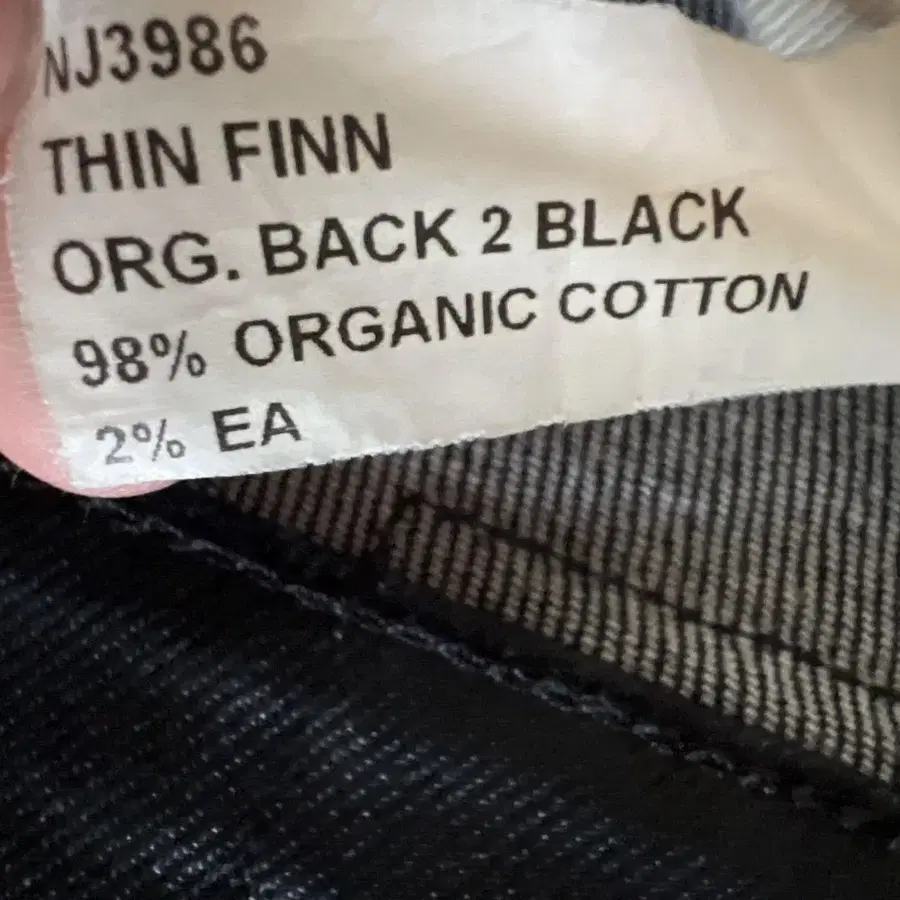 NJ3986
THIN FINN
ORG. BACK 2 BLACK
98% ORGANIC COTTON
2% EA